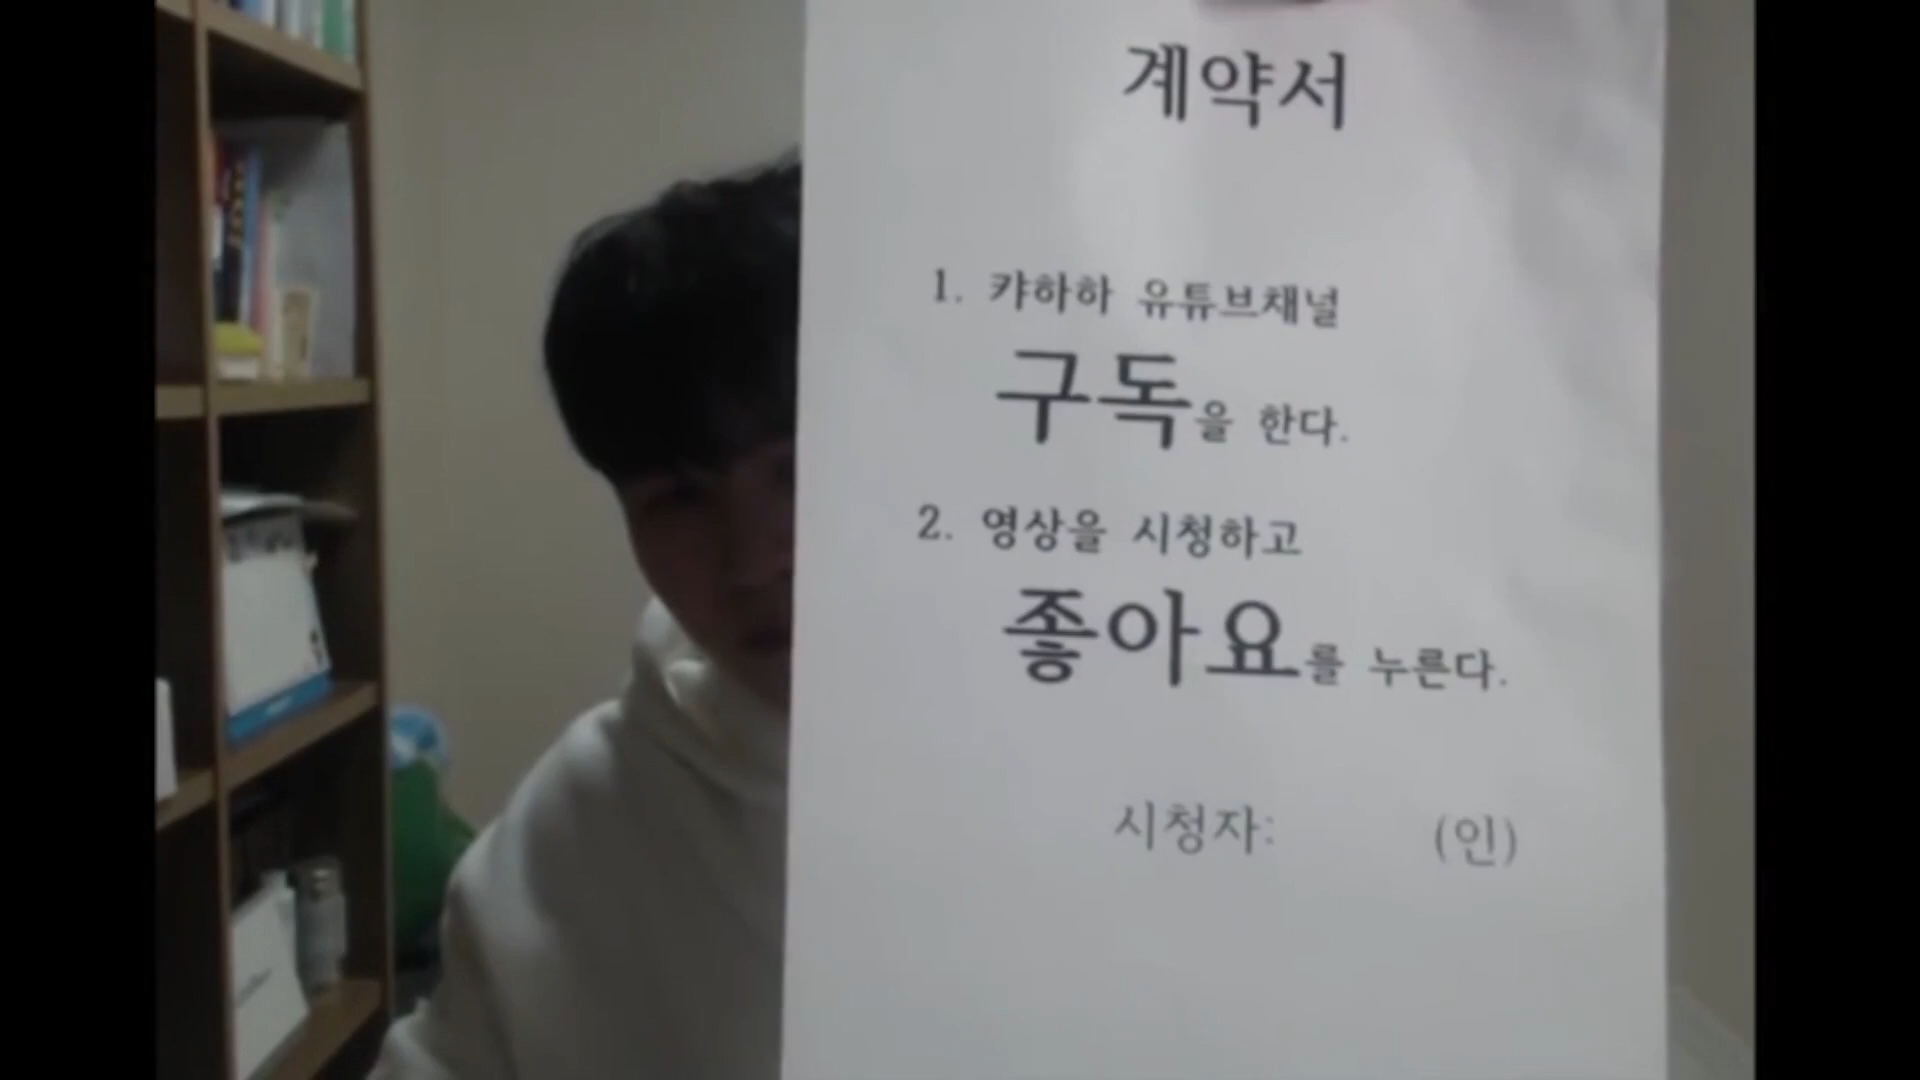 계약서
1. 캬하하 유튜브채널
구독을 한다.
2. 영상을 시청하고
좋아요를 누른다.
시청자: (인)